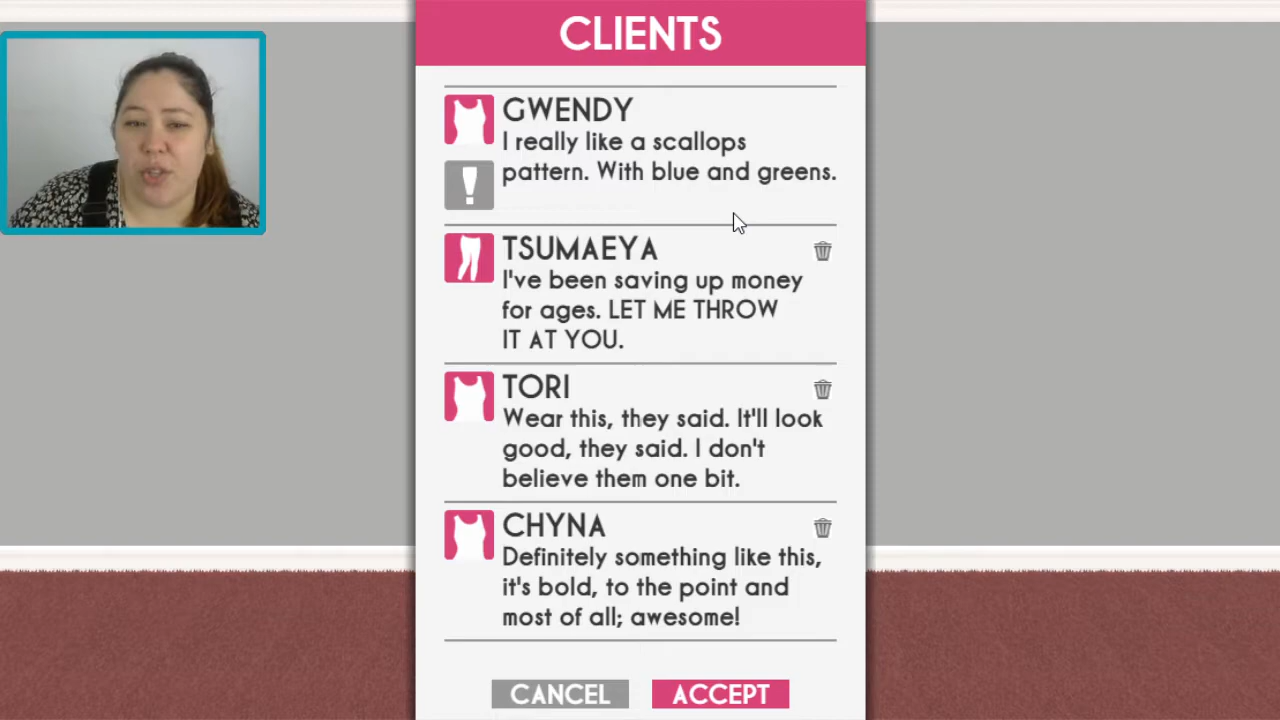 CLIENTS
GWENDY
I really like a scallops
pattern. With blue and greens.
TSUMAEYA
I've been saving up money
for ages. LET ME THROW
IT AT YOU.
TORI
Wear this, they said. It'll look
good, they said. I don't
believe them one bit.
CHYNA
Definitely something like this,
it's bold, to the point and
most of all; awesome!
CANCEL
ACCEPT